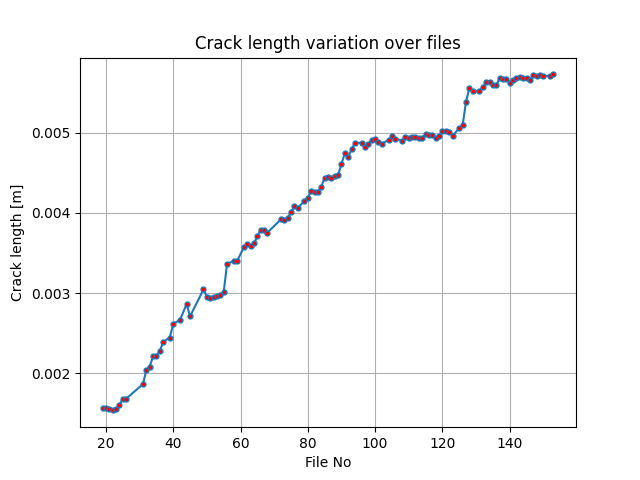 Crack length variation over files
Crack length [m]
0.005
0.004
0.003
0.002
20 40 60 80 100 120 140
File No